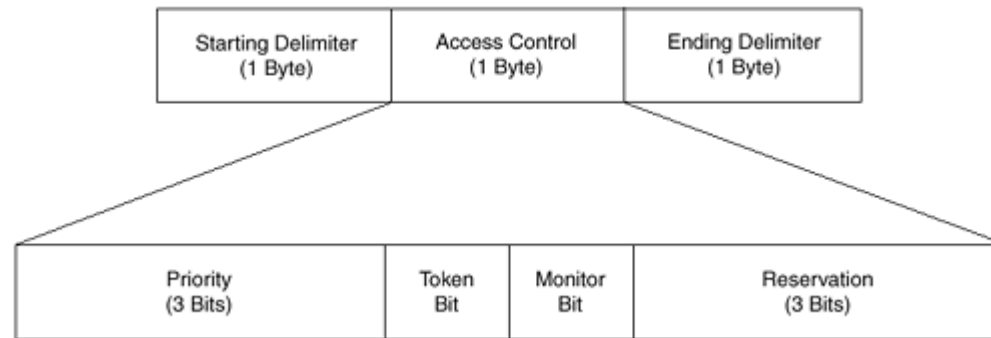 Starting Delimiter
(1 Byte)
Access Control
(1 Byte)
Ending Delimiter
(1 Byte)
Priority
(3 Bits)
Token
Bit
Monitor
Bit
Reservation
(3 Bits)